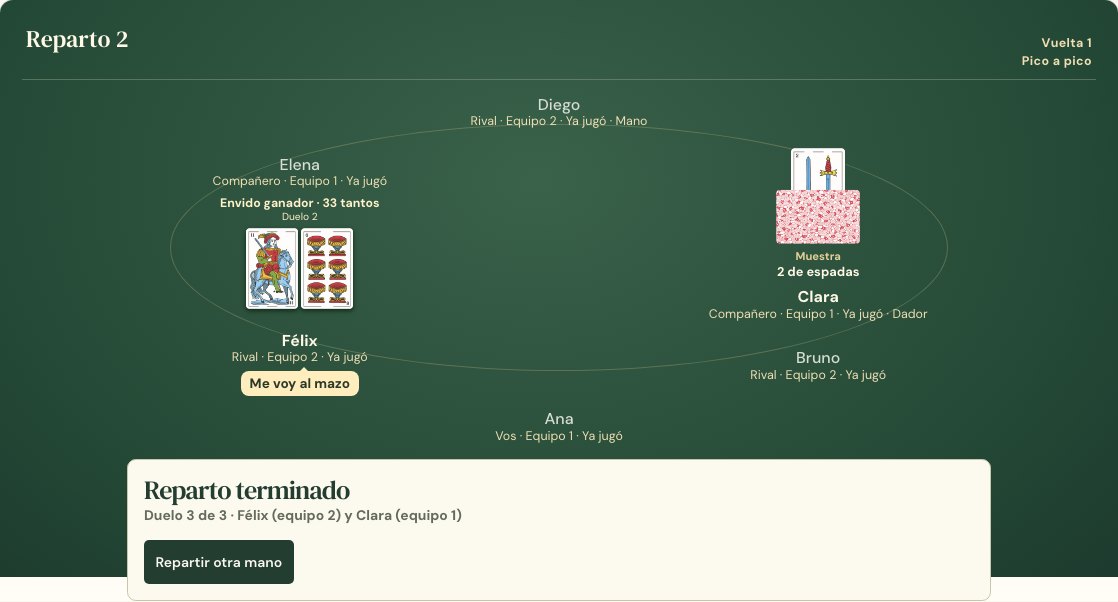 Reparto 2
Vuelta 1
Pico a pico
Diego
Rival · Equipo 2 · Ya jugó · Mano
Elena
Compañero · Equipo 1 · Ya jugó
Envido ganador · 33 tantos
Duelo 2
11
6
2
Muestra
2 de espadas
Clara
Compañero · Equipo 1 · Ya jugó · Dador
Félix
Rival · Equipo 2 · Ya jugó
Me voy al mazo
Bruno
Rival · Equipo 2 · Ya jugó
Ana
Vos · Equipo 1 · Ya jugó
Reparto terminado
Duelo 3 de 3 · Félix (equipo 2) y Clara (equipo 1)
Repartir otra mano